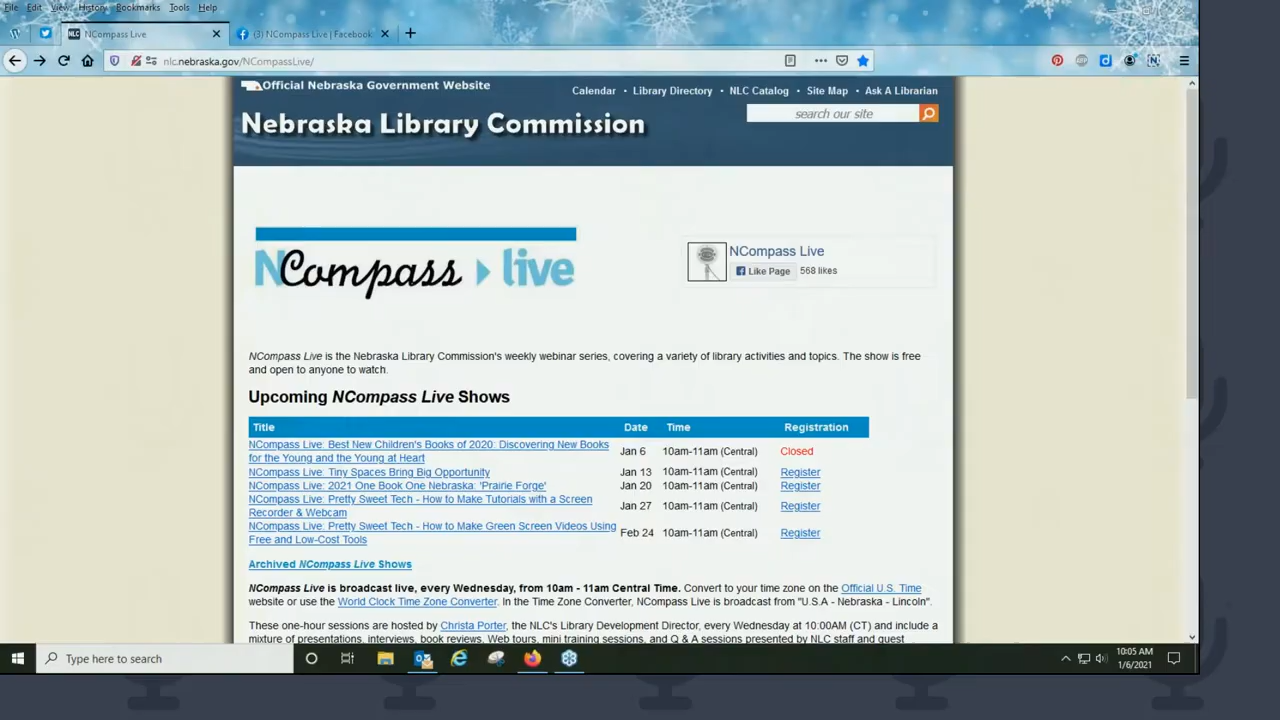 File Edit View History Bookmarks Tools Help
NLC NCompass Live
(3) NCompass Live | Facebook
nlc.nebraska.gov/NCompassLive/
Official Nebraska Government Website
Calendar • Library Directory • NLC Catalog • Site Map • Ask A Librarian
Nebraska Library Commission
search our site
NCompass live
NCompass Live
Like Page 568 likes
NCompass Live is the Nebraska Library Commission's weekly webinar series, covering a variety of library activities and topics. The show is free
and open to anyone to watch.
Upcoming NCompass Live Shows
Title Date Time Registration
NCompass Live: Best New Children's Books of 2020: Discovering New Books
for the Young and the Young at Heart Jan 6 10am-11am (Central) Closed
NCompass Live: Tiny Spaces Bring Big Opportunity Jan 13 10am-11am (Central) Register
NCompass Live: 2021 One Book One Nebraska: 'Prairie Forge' Jan 20 10am-11am (Central) Register
NCompass Live: Pretty Sweet Tech - How to Make Tutorials with a Screen
Recorder & Webcam Jan 27 10am-11am (Central) Register
NCompass Live: Pretty Sweet Tech - How to Make Green Screen Videos Using
Free and Low-Cost Tools Feb 24 10am-11am (Central) Register
Archived NCompass Live Shows
NCompass Live is broadcast live, every Wednesday, from 10am - 11am Central Time. Convert to your time zone on the Official U.S. Time
website or use the World Clock Time Zone Converter. In the Time Zone Converter, NCompass Live is broadcast from "U.S.A - Nebraska - Lincoln".
These one-hour sessions are hosted by Christa Porter, the NLC's Library Development Director, every Wednesday at 10:00AM (CT) and include a
mixture of presentations, interviews, book reviews, Web tours, mini training sessions, and Q & A sessions presented by NLC staff and guest
Type here to search
10:05 AM
1/6/2021